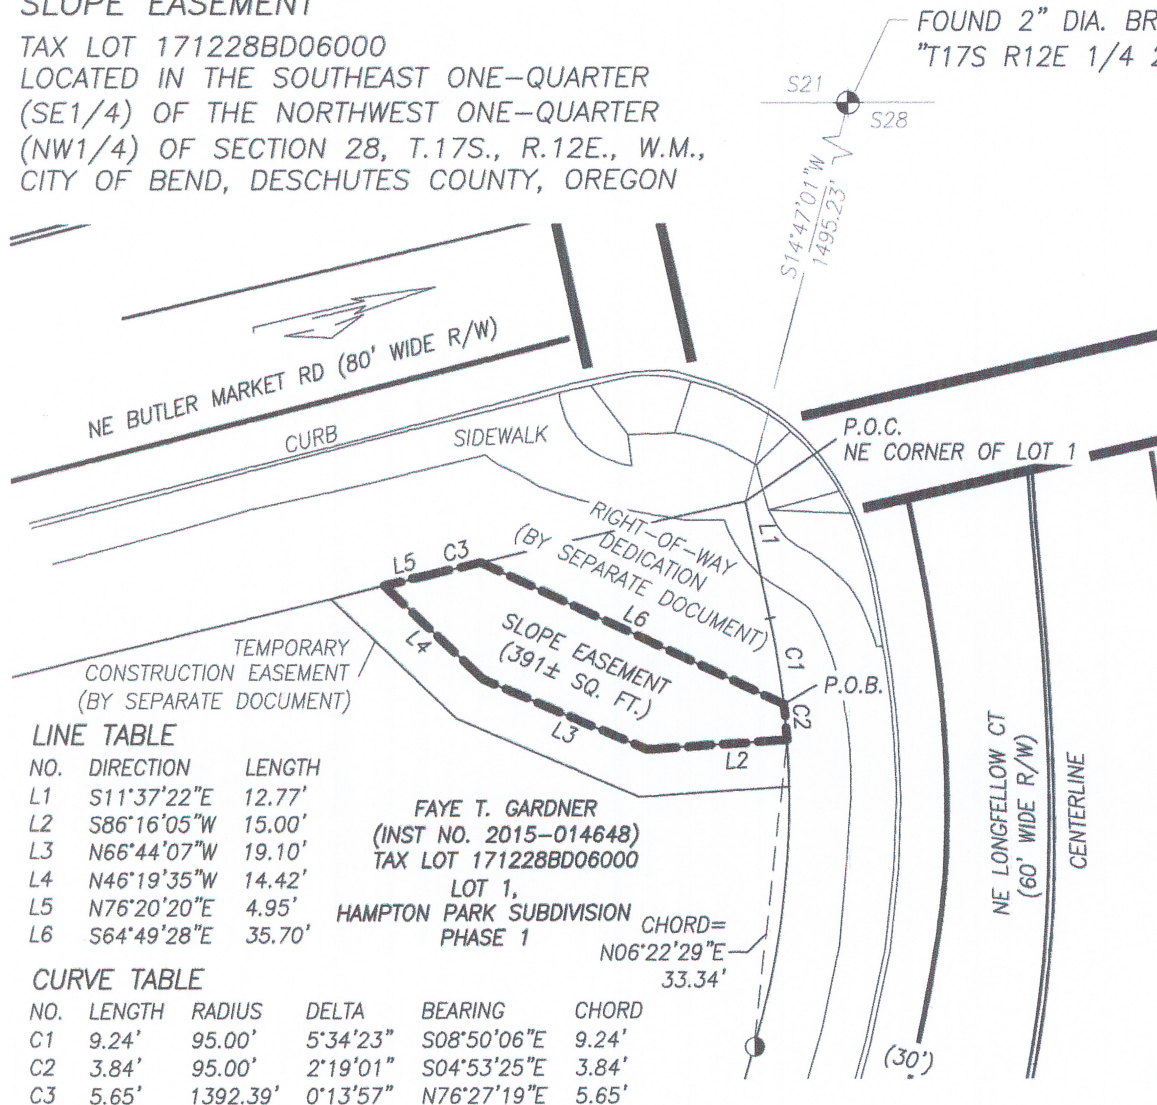 SLOPE EASEMENT
TAX LOT 171228BD06000
LOCATED IN THE SOUTHEAST ONE-QUARTER
(SE1/4) OF THE NORTHWEST ONE-QUARTER
(NW1/4) OF SECTION 28, T.17S., R.12E., W.M.,
CITY OF BEND, DESCHUTES COUNTY, OREGON
FOUND 2" DIA. BR
"T17S R12E 1/4
S21
S28
S14°47'01"W
1495.23'
NE BUTLER MARKET RD (80' WIDE R/W)
CURB
SIDEWALK
P.O.C.
NE CORNER OF LOT 1
L1
RIGHT-OF-WAY
DEDICATION
(BY SEPARATE DOCUMENT)
L5
C3
L6
L4
SLOPE EASEMENT
(391± SQ. FT.)
C1
P.O.B.
C2
L3
L2
TEMPORARY
CONSTRUCTION EASEMENT
(BY SEPARATE DOCUMENT)
LINE TABLE
NO. DIRECTION LENGTH
L1 S11°37'22"E 12.77'
L2 S86°16'05"W 15.00'
L3 N66°44'07"W 19.10'
L4 N46°19'35"W 14.42'
L5 N76°20'20"E 4.95'
L6 S64°49'28"E 35.70'
FAYE T. GARDNER
(INST NO. 2015-014648)
TAX LOT 171228BD06000
LOT 1,
HAMPTON PARK SUBDIVISION
PHASE 1
CHORD=
N06°22'29"E
33.34'
NE LONGFELLOW CT
(60' WIDE R/W)
CENTERLINE
(30')
CURVE TABLE
NO. LENGTH RADIUS DELTA BEARING CHORD
C1 9.24' 95.00' 5°34'23" S08°50'06"E 9.24'
C2 3.84' 95.00' 2°19'01" S04°53'25"E 3.84'
C3 5.65' 1392.39' 0°13'57" N76°27'19"E 5.65'